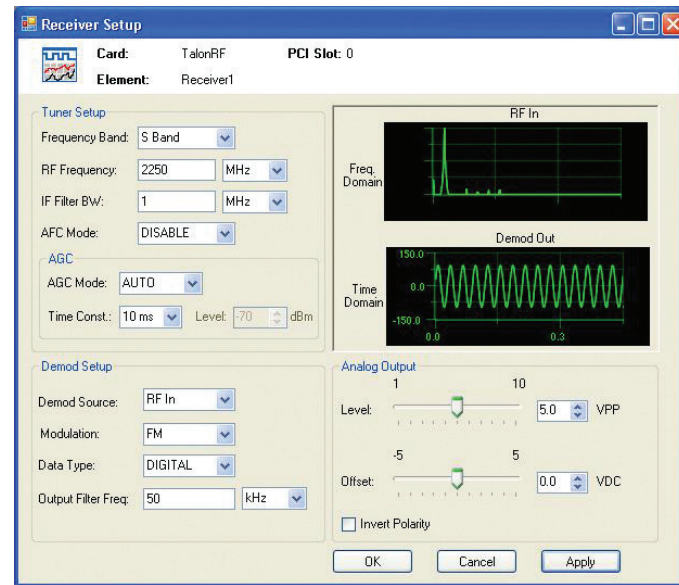 Receiver Setup
Card: TalonRF PCI Slot: 0
Element: Receiver1
Tuner Setup
Frequency Band: S Band
RF Frequency: 2250 MHz
IF Filter BW: 1 MHz
AFC Mode: DISABLE
AGC
AGC Mode: AUTO
Time Const.: 10 ms Level: -70 dBm
RF In
Freq. Domain
Demod Out
Time Domain
150.0
0.0
-150.0
0.0 0.3
Demod Setup
Demod Source: RF In
Modulation: FM
Data Type: DIGITAL
Output Filter Freq: 50 kHz
Analog Output
1 10
Level: 5.0 VPP
-5 5
Offset: 0.0 VDC
Invert Polarity
OK Cancel Apply